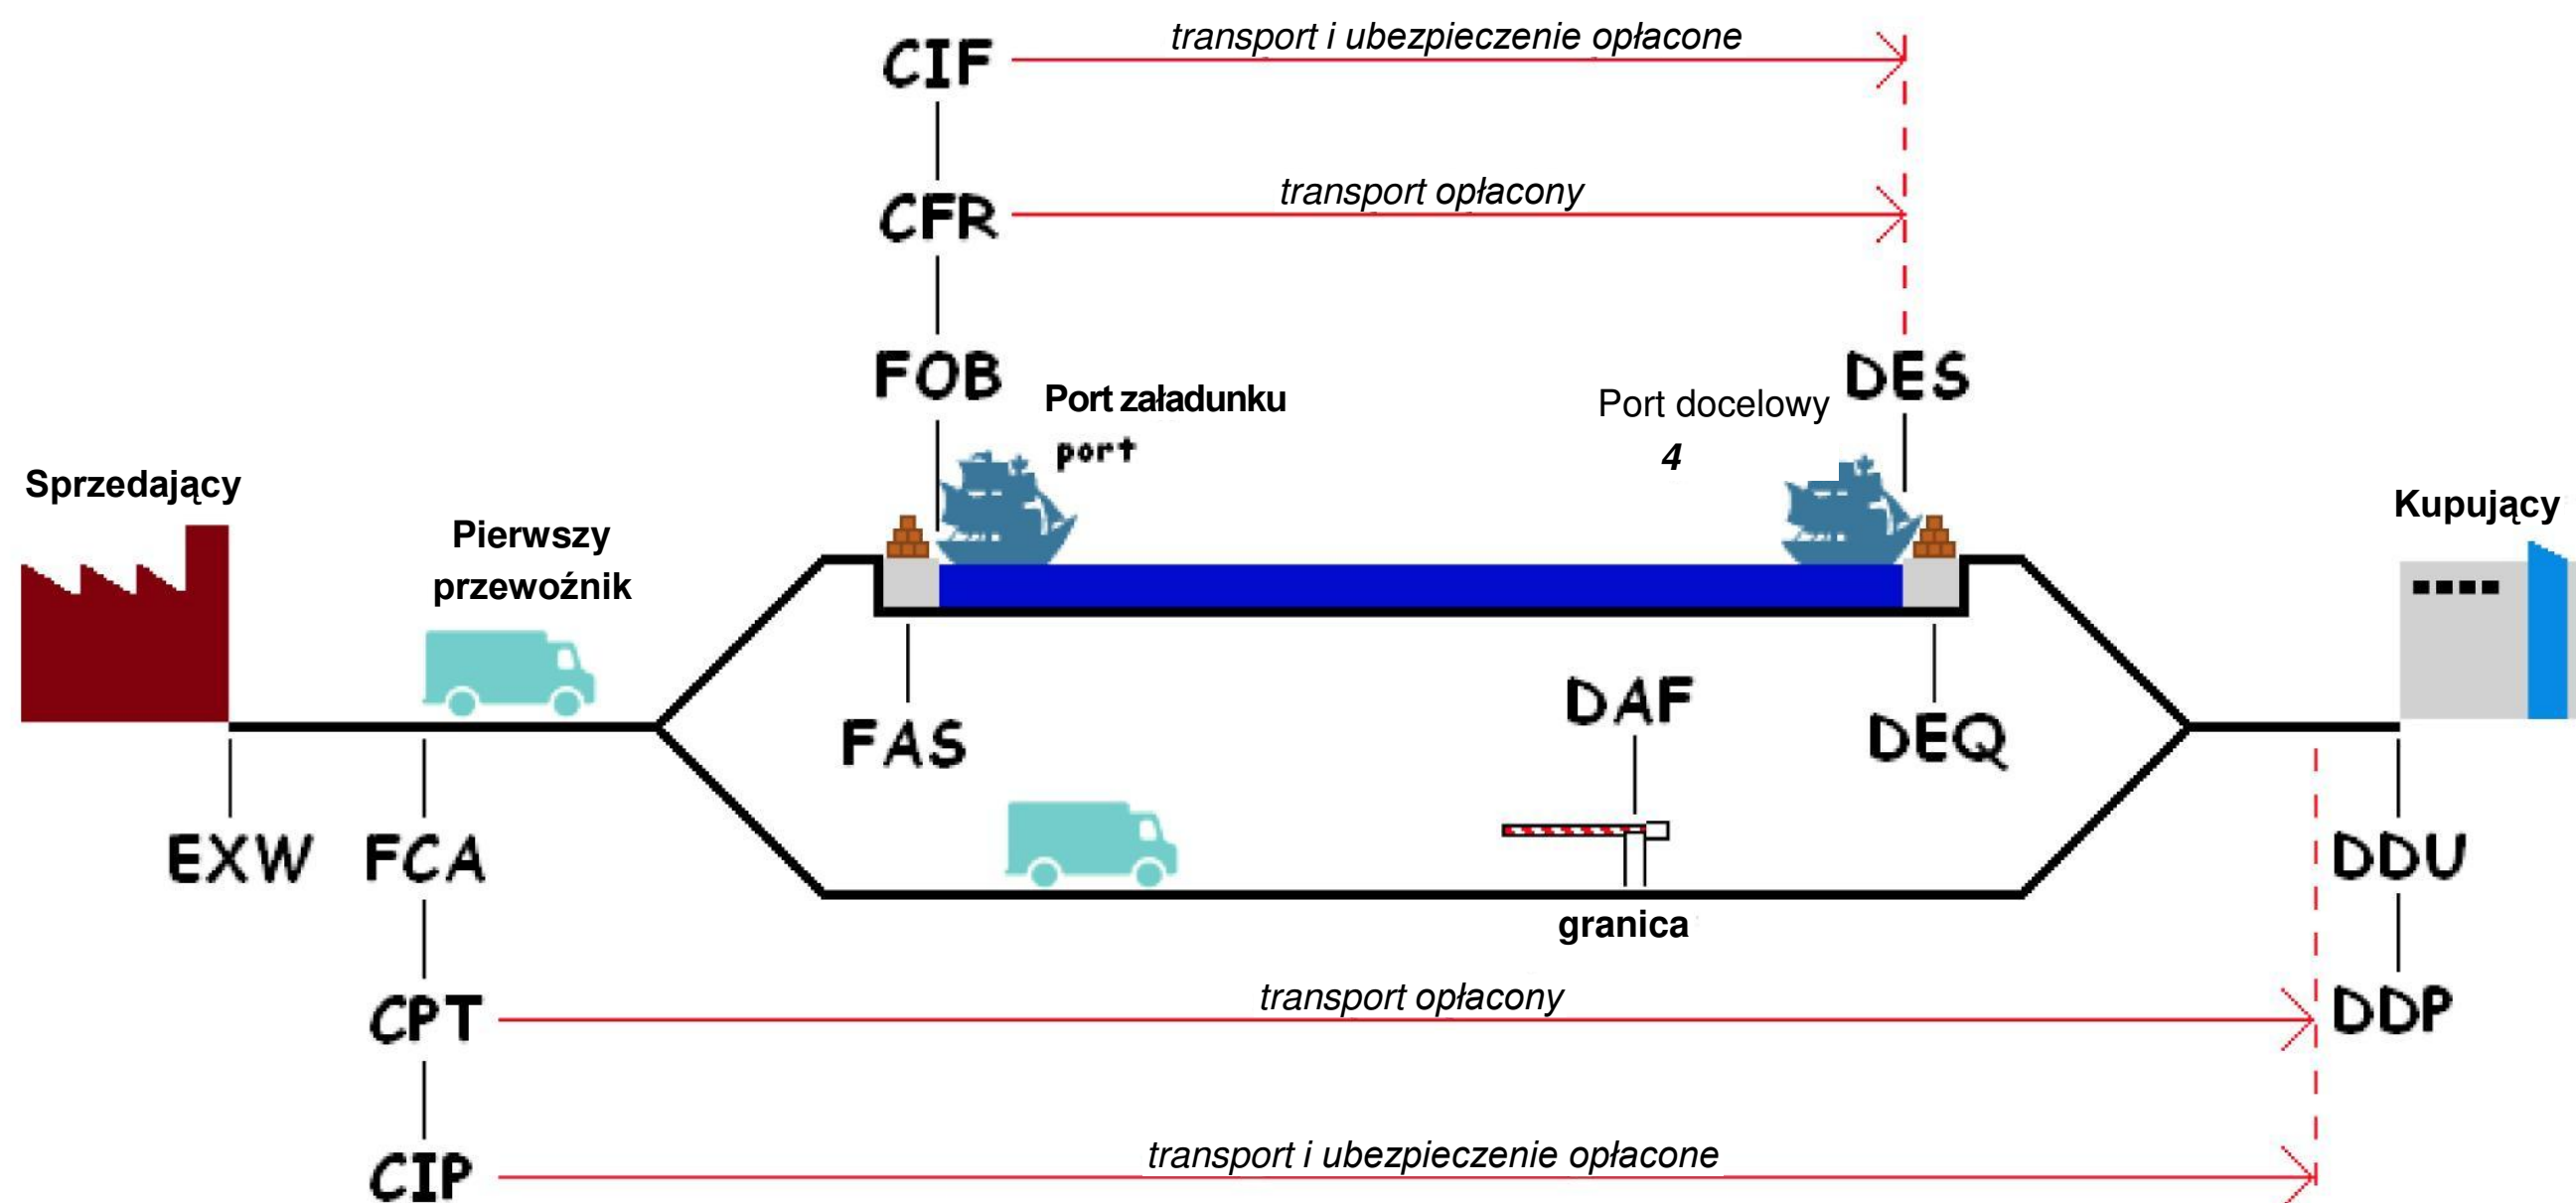 CIF
transport i ubezpieczenie opłacone
CFR
transport opłacony
FOB
Port załadunku
port
Port docelowy
4
DES
Sprzedający
Pierwszy
przewoźnik
Kupujący
FAS
DAF
DEQ
EXW
FCA
granica
DDU
CPT
transport opłacony
DDP
CIP
transport i ubezpieczenie opłacone